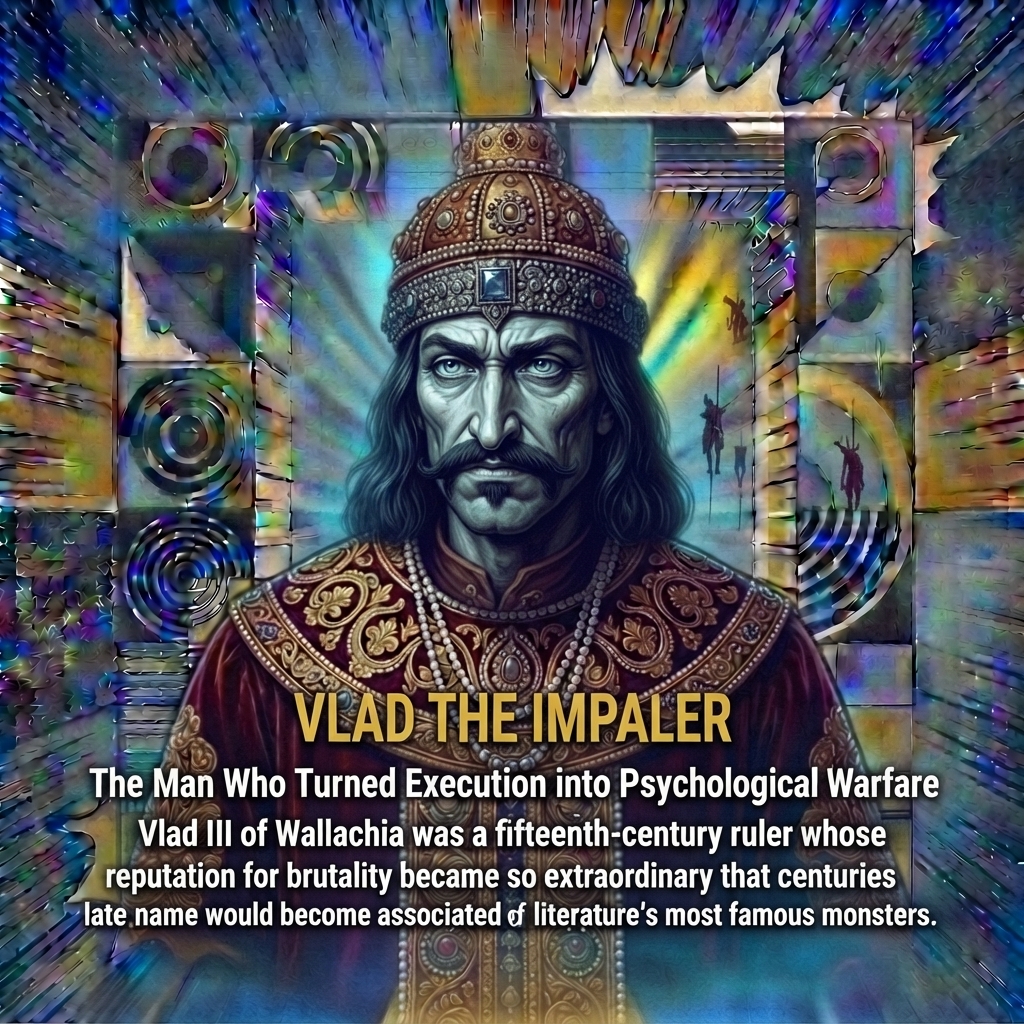 VLAD THE IMPALER
The Man Who Turned Execution into Psychological Warfare
Vlad III of Wallachia was a fifteenth-century ruler whose
reputation for brutality became so extraordinary that centuries
late name would become associated of literature's most famous monsters.